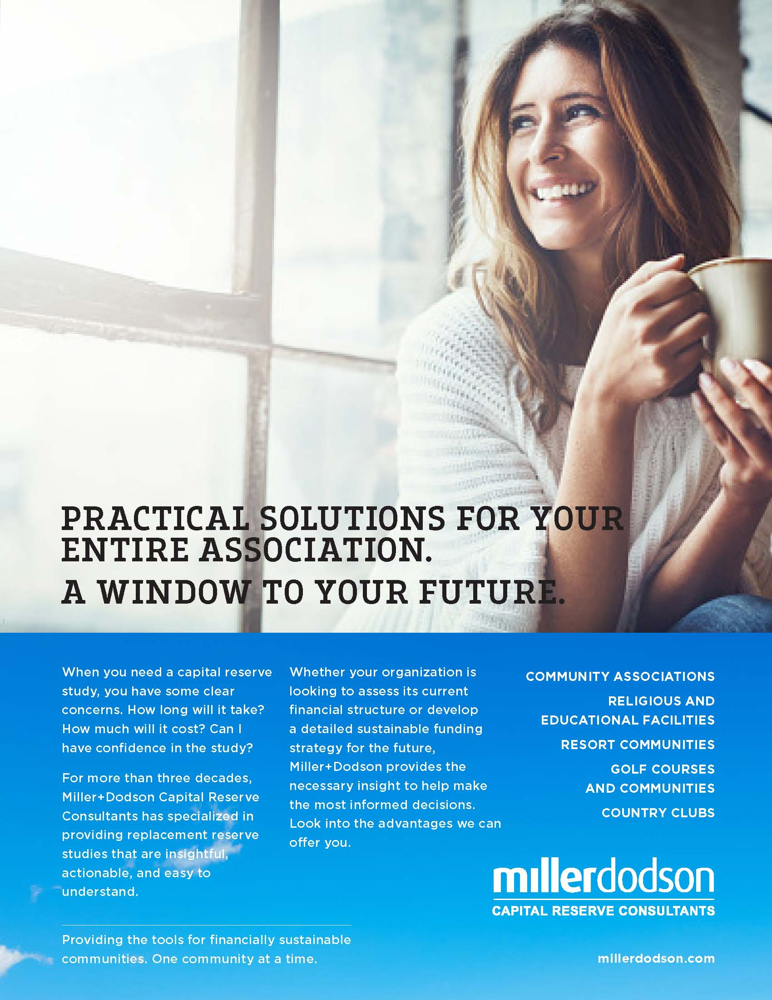 PRACTICAL SOLUTIONS FOR YOUR
ENTIRE ASSOCIATION.
A WINDOW TO YOUR FUTURE.
When you need a capital reserve
study, you have some clear
concerns. How long will it take?
How much will it cost? Can I
have confidence in the study?
For more than three decades,
Miller+Dodson Capital Reserve
Consultants has specialized in
providing replacement reserve
studies that are insightful,
actionable, and easy to
understand.
Whether your organization is
looking to assess its current
financial structure or develop
a detailed sustainable funding
strategy for the future,
Miller+Dodson provides the
necessary insight to help make
the most informed decisions.
Look into the advantages we can
offer you.
COMMUNITY ASSOCIATIONS
RELIGIOUS AND
EDUCATIONAL FACILITIES
RESORT COMMUNITIES
GOLF COURSES
AND COMMUNITIES
COUNTRY CLUBS
millerdodson
CAPITAL RESERVE CONSULTANTS
Providing the tools for financially sustainable
communities. One community at a time.
millerdodson.com